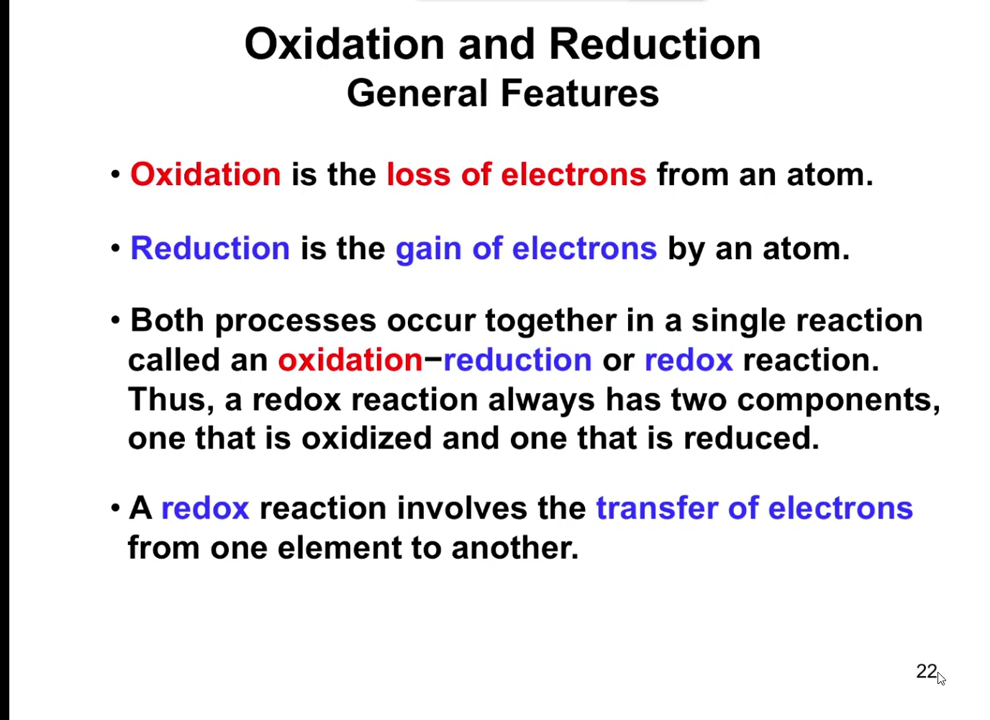 Oxidation and Reduction
General Features
• Oxidation is the loss of electrons from an atom.
• Reduction is the gain of electrons by an atom.
• Both processes occur together in a single reaction
called an oxidation–reduction or redox reaction.
Thus, a redox reaction always has two components,
one that is oxidized and one that is reduced.
• A redox reaction involves the transfer of electrons
from one element to another.
22